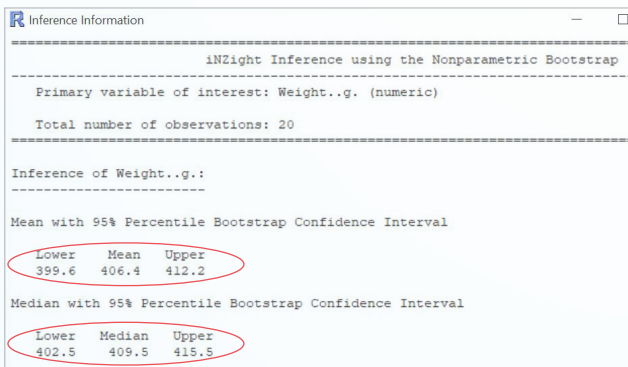 R Inference Information
iNZight Inference using the Nonparametric Bootstrap
Primary variable of interest: Weight..g. (numeric)
Total number of observations: 20
Inference of Weight..g.:
Mean with 95% Percentile Bootstrap Confidence Interval
Lower Mean Upper
399.6 406.4 412.2
Median with 95% Percentile Bootstrap Confidence Interval
Lower Median Upper
402.5 409.5 415.5